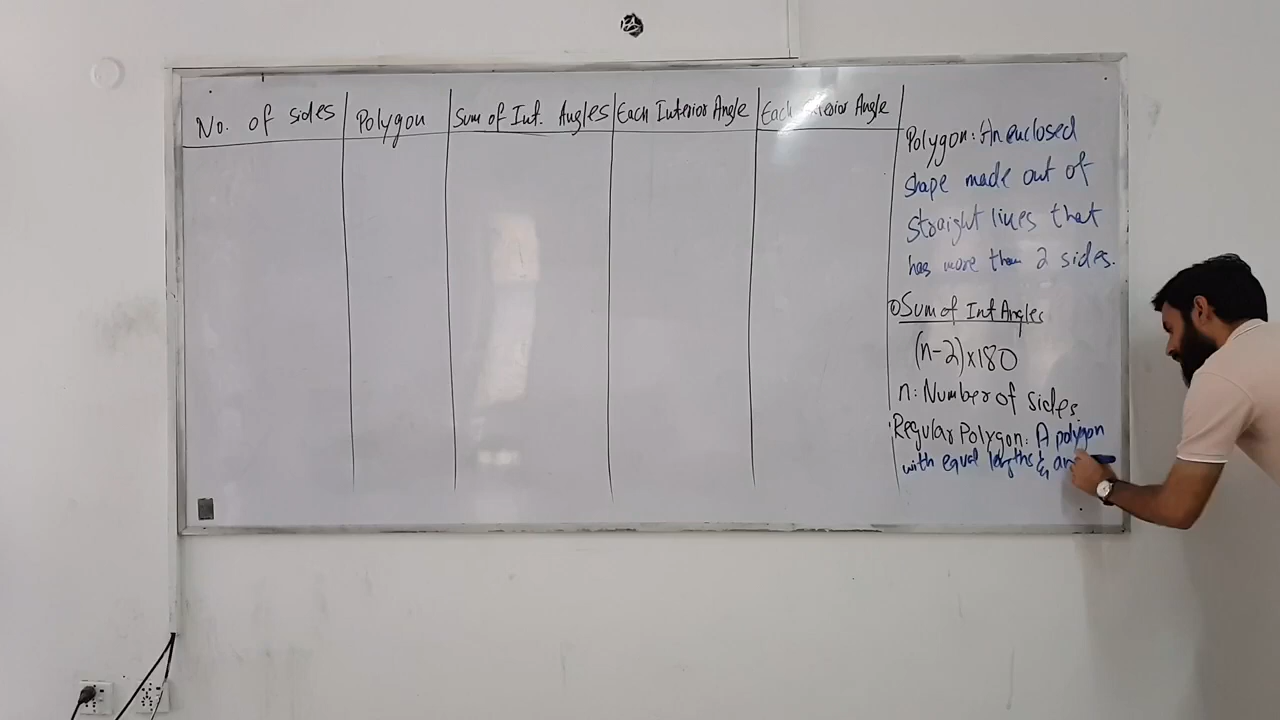 No. of sides
Polygon
Sum of Int. Angles
Each Interior Angle
Each Exterior Angle
Polygon: An enclosed
shape made out of
straight lines that
has more than 2 sides.
① Sum of Int Angles
(n-2)×180
n: Number of sides.
Regular Polygon: A polygon
with equal lengths & an